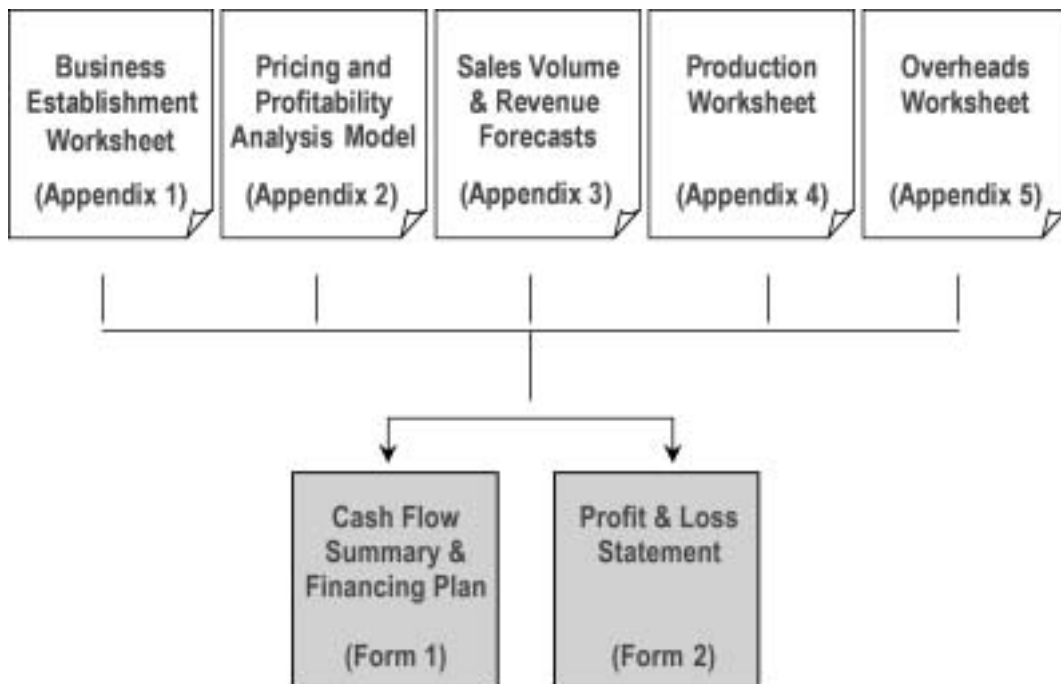 Business
Establishment
Worksheet
(Appendix 1)
Pricing and
Profitability
Analysis Model
(Appendix 2)
Sales Volume
& Revenue
Forecasts
(Appendix 3)
Production
Worksheet
(Appendix 4)
Overheads
Worksheet
(Appendix 5)
Cash Flow
Summary &
Financing Plan
(Form 1)
Profit & Loss
Statement
(Form 2)